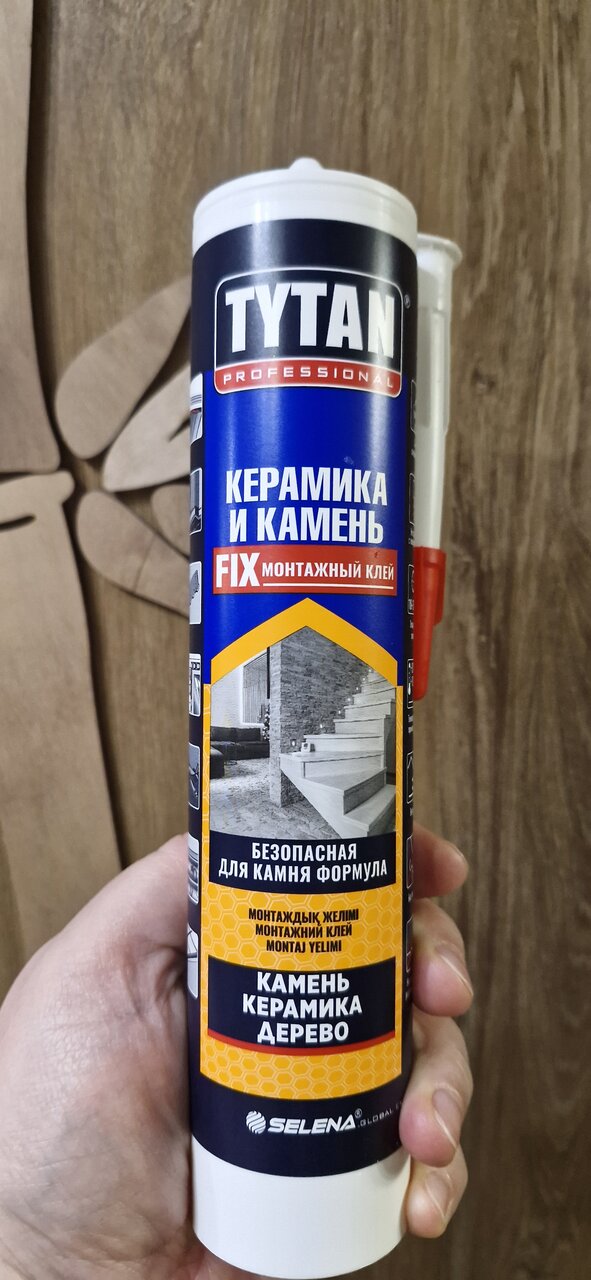 TYTAN®
PROFESSIONAL
КЕРАМИКА
И КАМЕНЬ
FIX МОНТАЖНЫЙ КЛЕЙ
БЕЗОПАСНАЯ
ДЛЯ КАМНЯ ФОРМУЛА
МОНТАЖДЫҚ ЖЕЛІМІ
МОНТАЖНИЙ КЛЕЙ
MONTAJ YELIMI
КАМЕНЬ
КЕРАМИКА
ДЕРЕВО
SELENA® GLOBAL